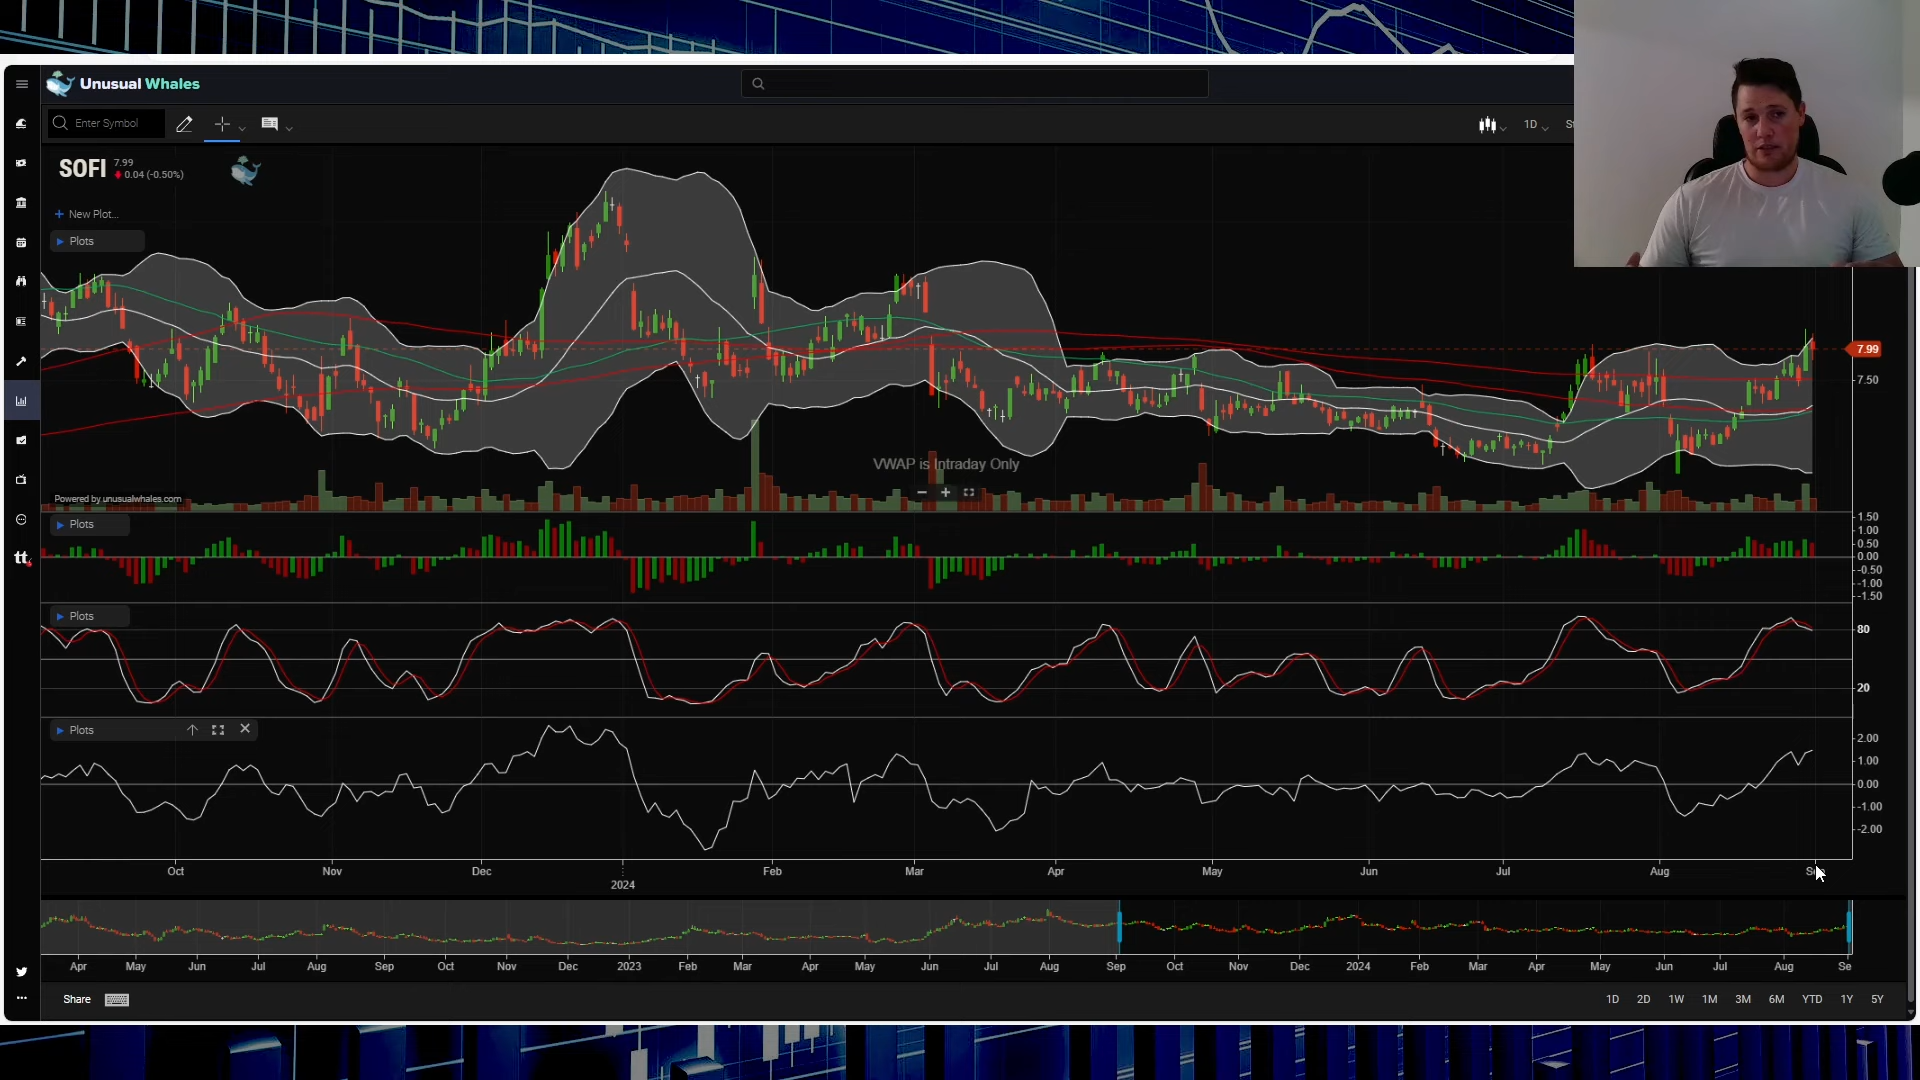 Unusual Whales
Enter Symbol
1D
St
SOFI
7.99
0.04 (-0.50%)
+ New Plot...
Plots
7.99
7.50
VWAP is Intraday Only
Powered by unusualwhales.com
Plots
1.50
1.00
0.50
0.00
-0.50
-1.00
-1.50
tt
Plots
80
20
Plots
2.00
1.00
0.00
-1.00
-2.00
Oct Nov Dec 2024 Feb Mar Apr May Jun Jul Aug
Apr May Jun Jul Aug Sep Oct Nov Dec 2023 Feb Mar Apr May Jun Jul Aug Sep Oct Nov Dec 2024 Feb Mar Apr May Jun Jul Aug Se
Share
1D 2D 1W 1M 3M 6M YTD 1Y 5Y